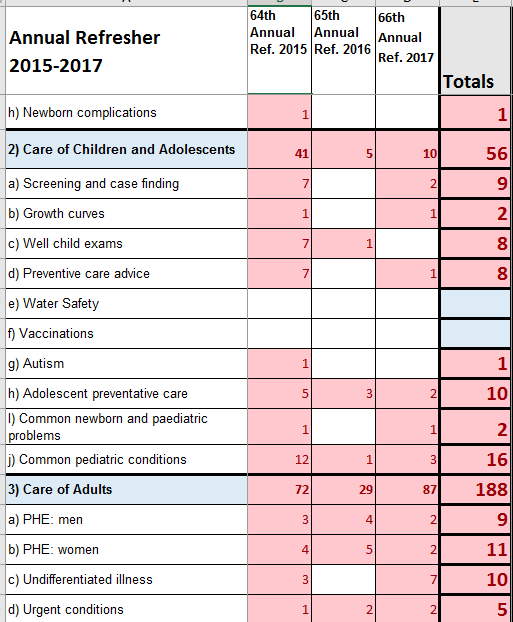 Annual Refresher
2015-2017
64th
Annual
Ref. 2015
65th
Annual
Ref. 2016
66th
Annual
Ref. 2017
Totals
h) Newborn complications 1 1
2) Care of Children and Adolescents 41 5 10 56
a) Screening and case finding 7 2 9
b) Growth curves 1 1 2
c) Well child exams 7 1 8
d) Preventive care advice 7 1 8
e) Water Safety
f) Vaccinations
g) Autism 1 1
h) Adolescent preventative care 5 3 2 10
I) Common newborn and paediatric
problems 1 1 2
j) Common pediatric conditions 12 1 3 16
3) Care of Adults 72 29 87 188
a) PHE: men 3 4 2 9
b) PHE: women 4 5 2 11
c) Undifferentiated illness 3 7 10
d) Urgent conditions 1 2 2 5